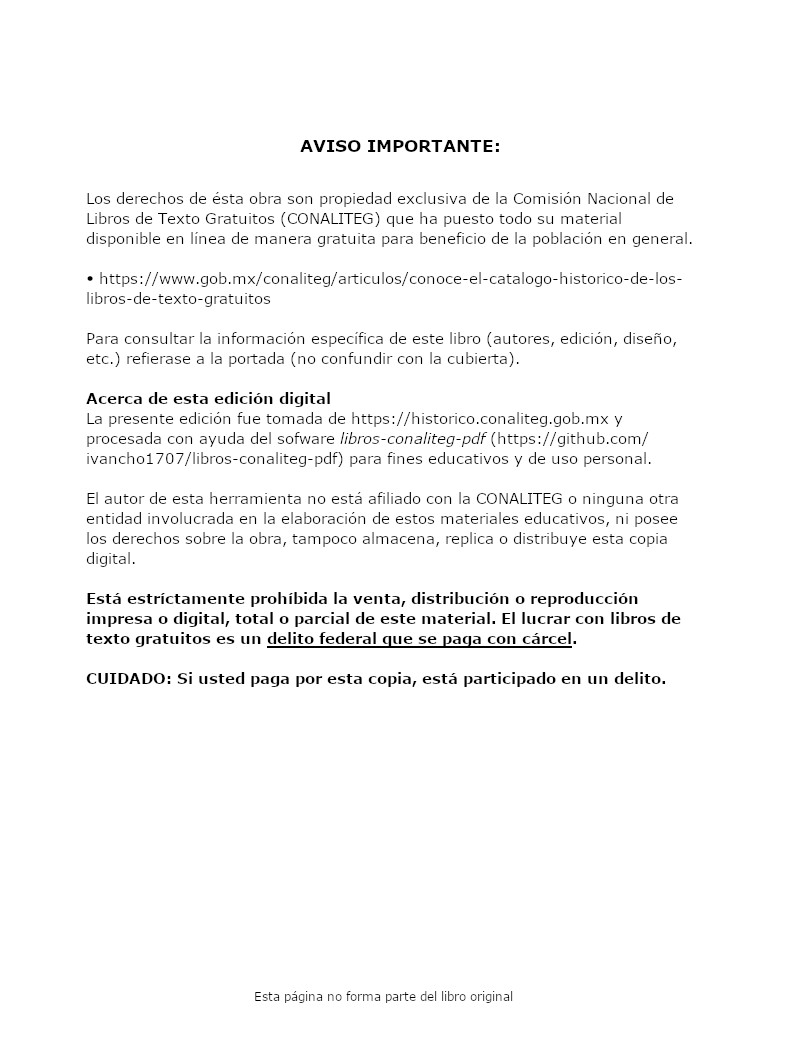 AVISO IMPORTANTE:
Los derechos de ésta obra son propiedad exclusiva de la Comisión Nacional de
Libros de Texto Gratuitos (CONALITEG) que ha puesto todo su material
disponible en línea de manera gratuita para beneficio de la población en general.
• https://www.gob.mx/conaliteg/articulos/conoce-el-catalogo-historico-de-los-
libros-de-texto-gratuitos
Para consultar la información específica de este libro (autores, edición, diseño,
etc.) refierase a la portada (no confundir con la cubierta).
Acerca de esta edición digital
La presente edición fue tomada de https://historico.conaliteg.gob.mx y
procesada con ayuda del sofware libros-conaliteg-pdf (https://github.com/
ivancho1707/libros-conaliteg-pdf) para fines educativos y de uso personal.
El autor de esta herramienta no está afiliado con la CONALITEG o ninguna otra
entidad involucrada en la elaboración de estos materiales educativos, ni posee
los derechos sobre la obra, tampoco almacena, replica o distribuye esta copia
digital.
Está estríctamente prohíbida la venta, distribución o reproducción
impresa o digital, total o parcial de este material. El lucrar con libros de
texto gratuitos es un delito federal que se paga con cárcel.
CUIDADO: Si usted paga por esta copia, está participado en un delito.
Esta página no forma parte del libro original